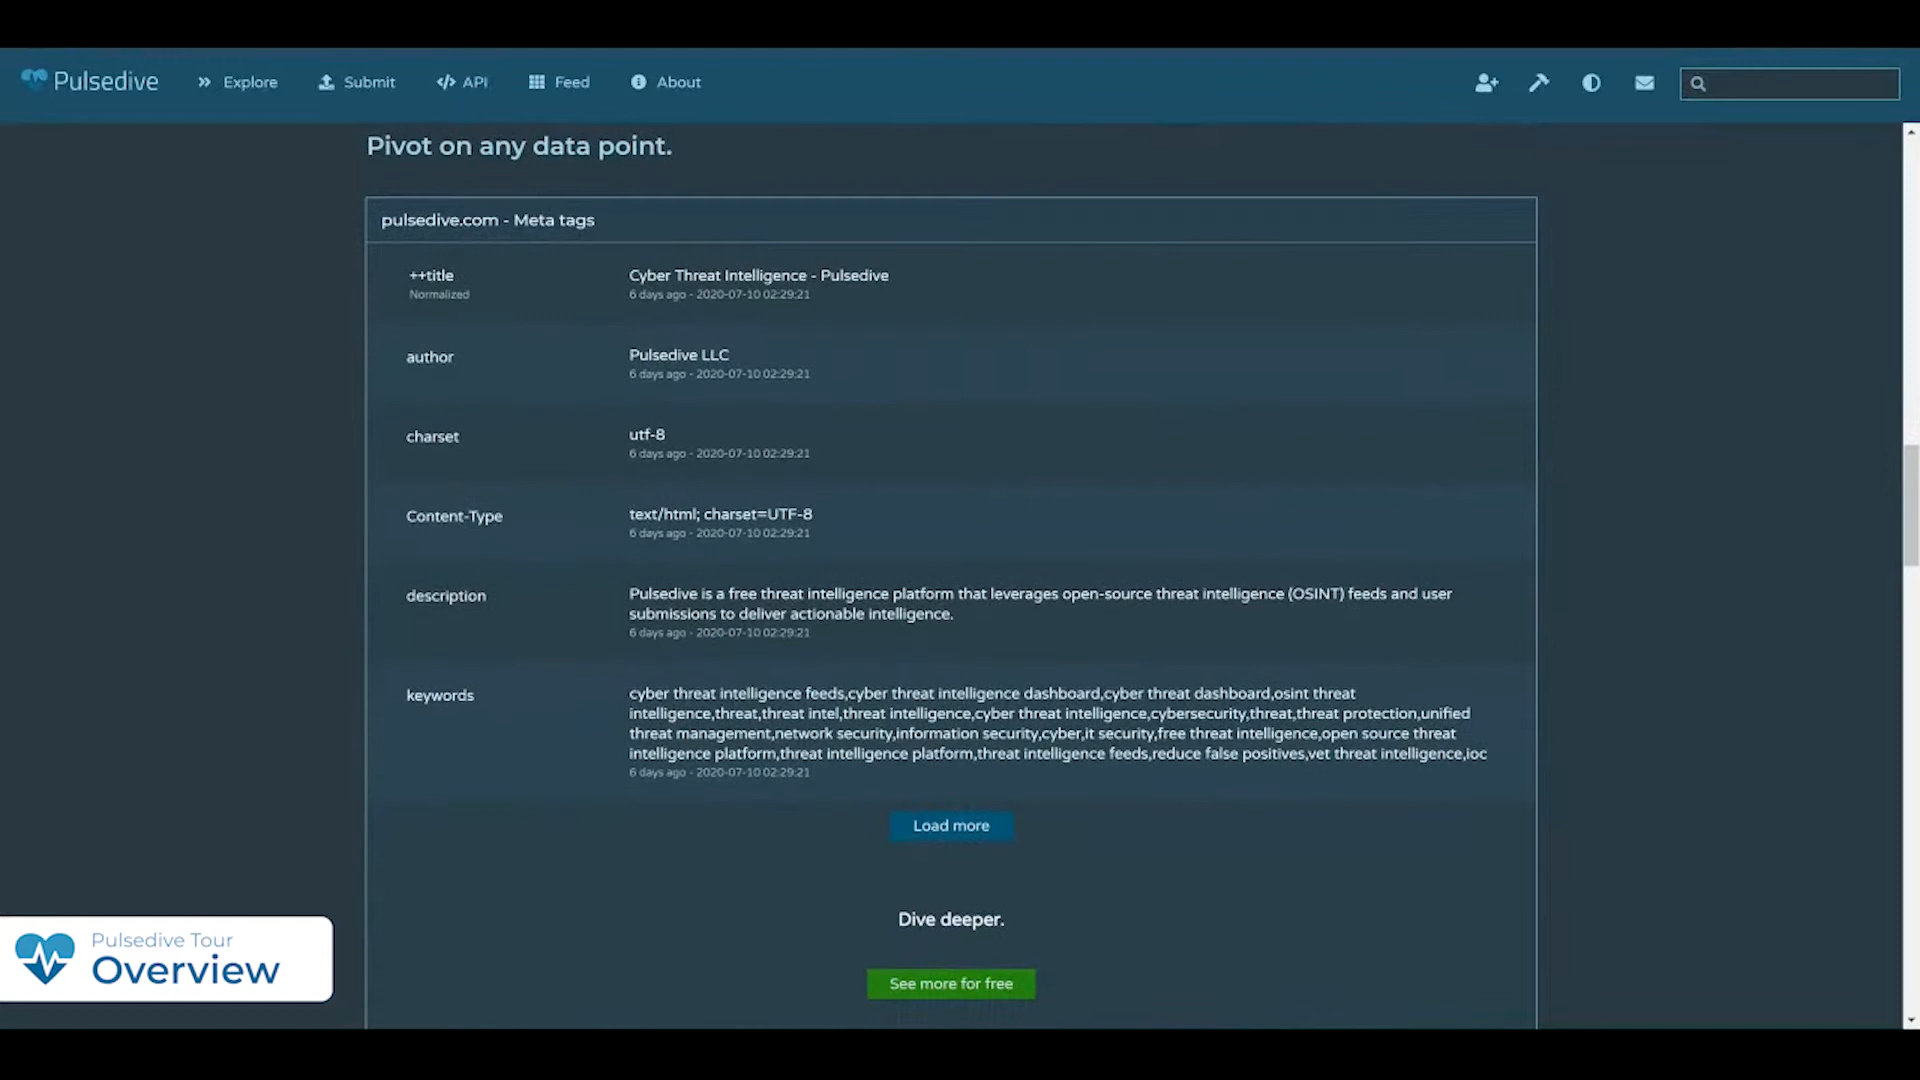 Pulsedive
Explore
Submit
API
Feed
About
Pivot on any data point.
pulsedive.com - Meta tags
++title
Normalized
Cyber Threat Intelligence - Pulsedive
6 days ago - 2020-07-10 02:29:21
author
Pulsedive LLC
6 days ago - 2020-07-10 02:29:21
charset
utf-8
6 days ago - 2020-07-10 02:29:21
Content-Type
text/html; charset=UTF-8
6 days ago - 2020-07-10 02:29:21
description
Pulsedive is a free threat intelligence platform that leverages open-source threat intelligence (OSINT) feeds and user
submissions to deliver actionable intelligence.
6 days ago - 2020-07-10 02:29:21
keywords
cyber threat intelligence feeds,cyber threat intelligence dashboard,cyber threat dashboard,osint threat
intelligence,threat,threat intel,threat intelligence,cyber threat intelligence,cybersecurity,threat,threat protection,unified
threat management,network security,information security,cyber,it security,free threat intelligence,open source threat
intelligence platform,threat intelligence platform,threat intelligence feeds,reduce false positives,vet threat intelligence,ioc
6 days ago - 2020-07-10 02:29:21
Load more
Dive deeper.
See more for free
Pulsedive Tour
Overview